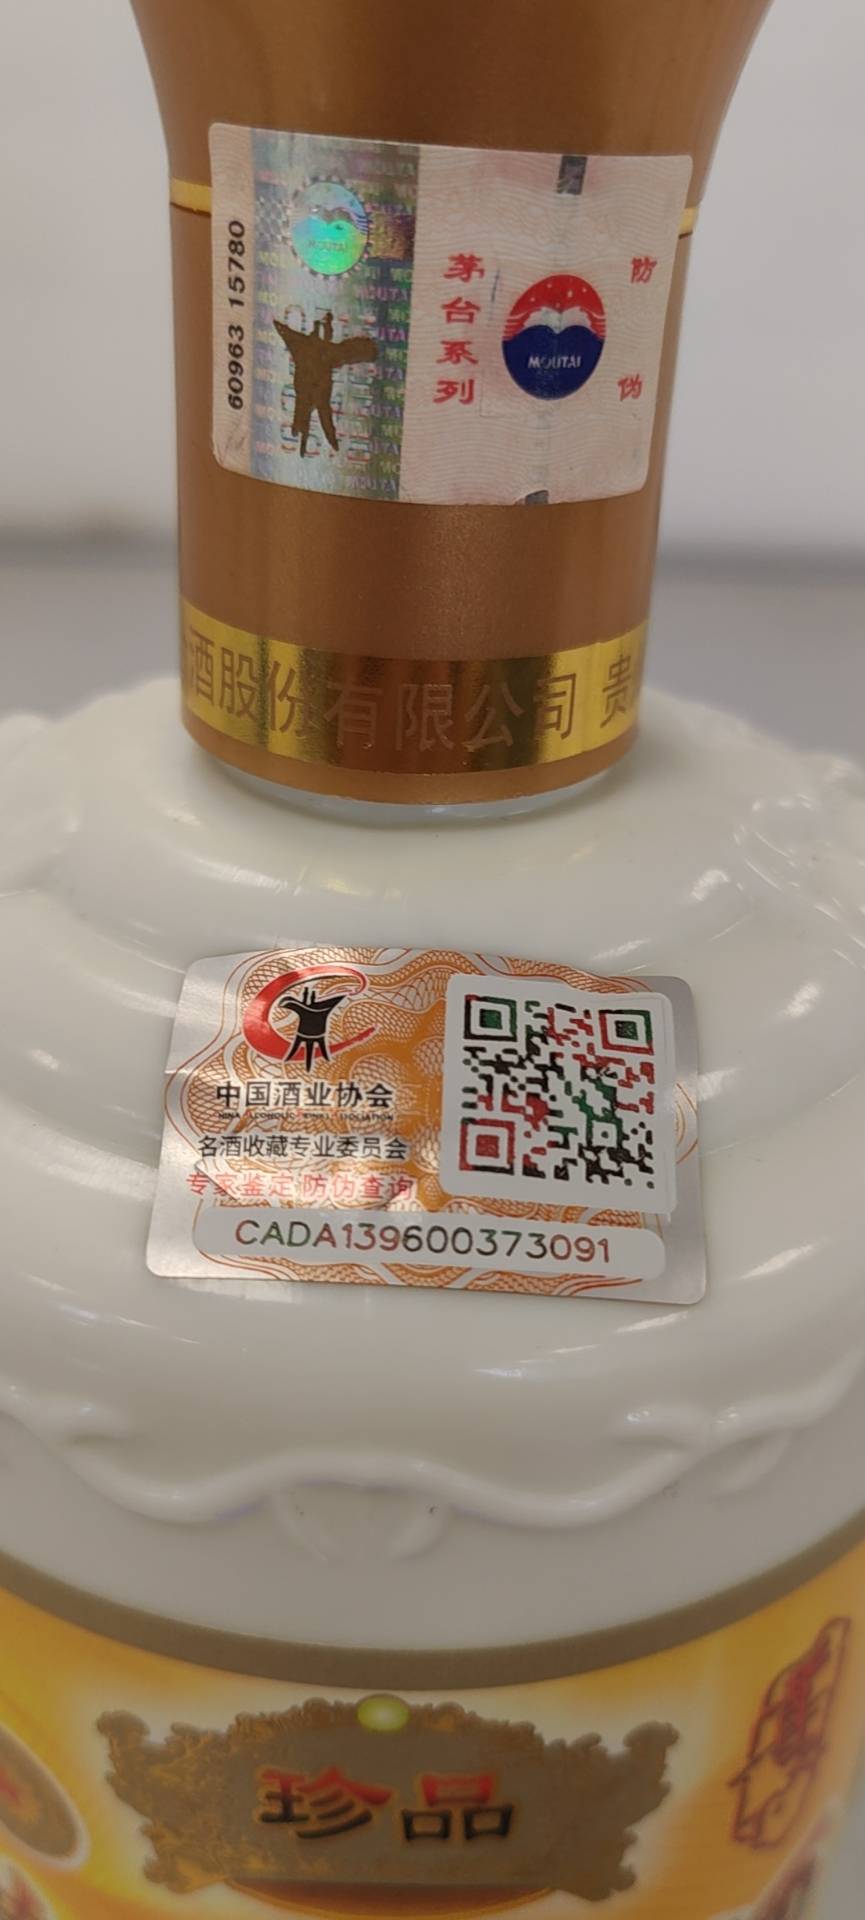 60963 15780
MOUTAI
茅台系列
MOUTAI
防伪
酒股份有限公司 贵
中国酒业协会
名酒收藏专业委员会
专家鉴定 防伪查询
CADA139600373091
珍品